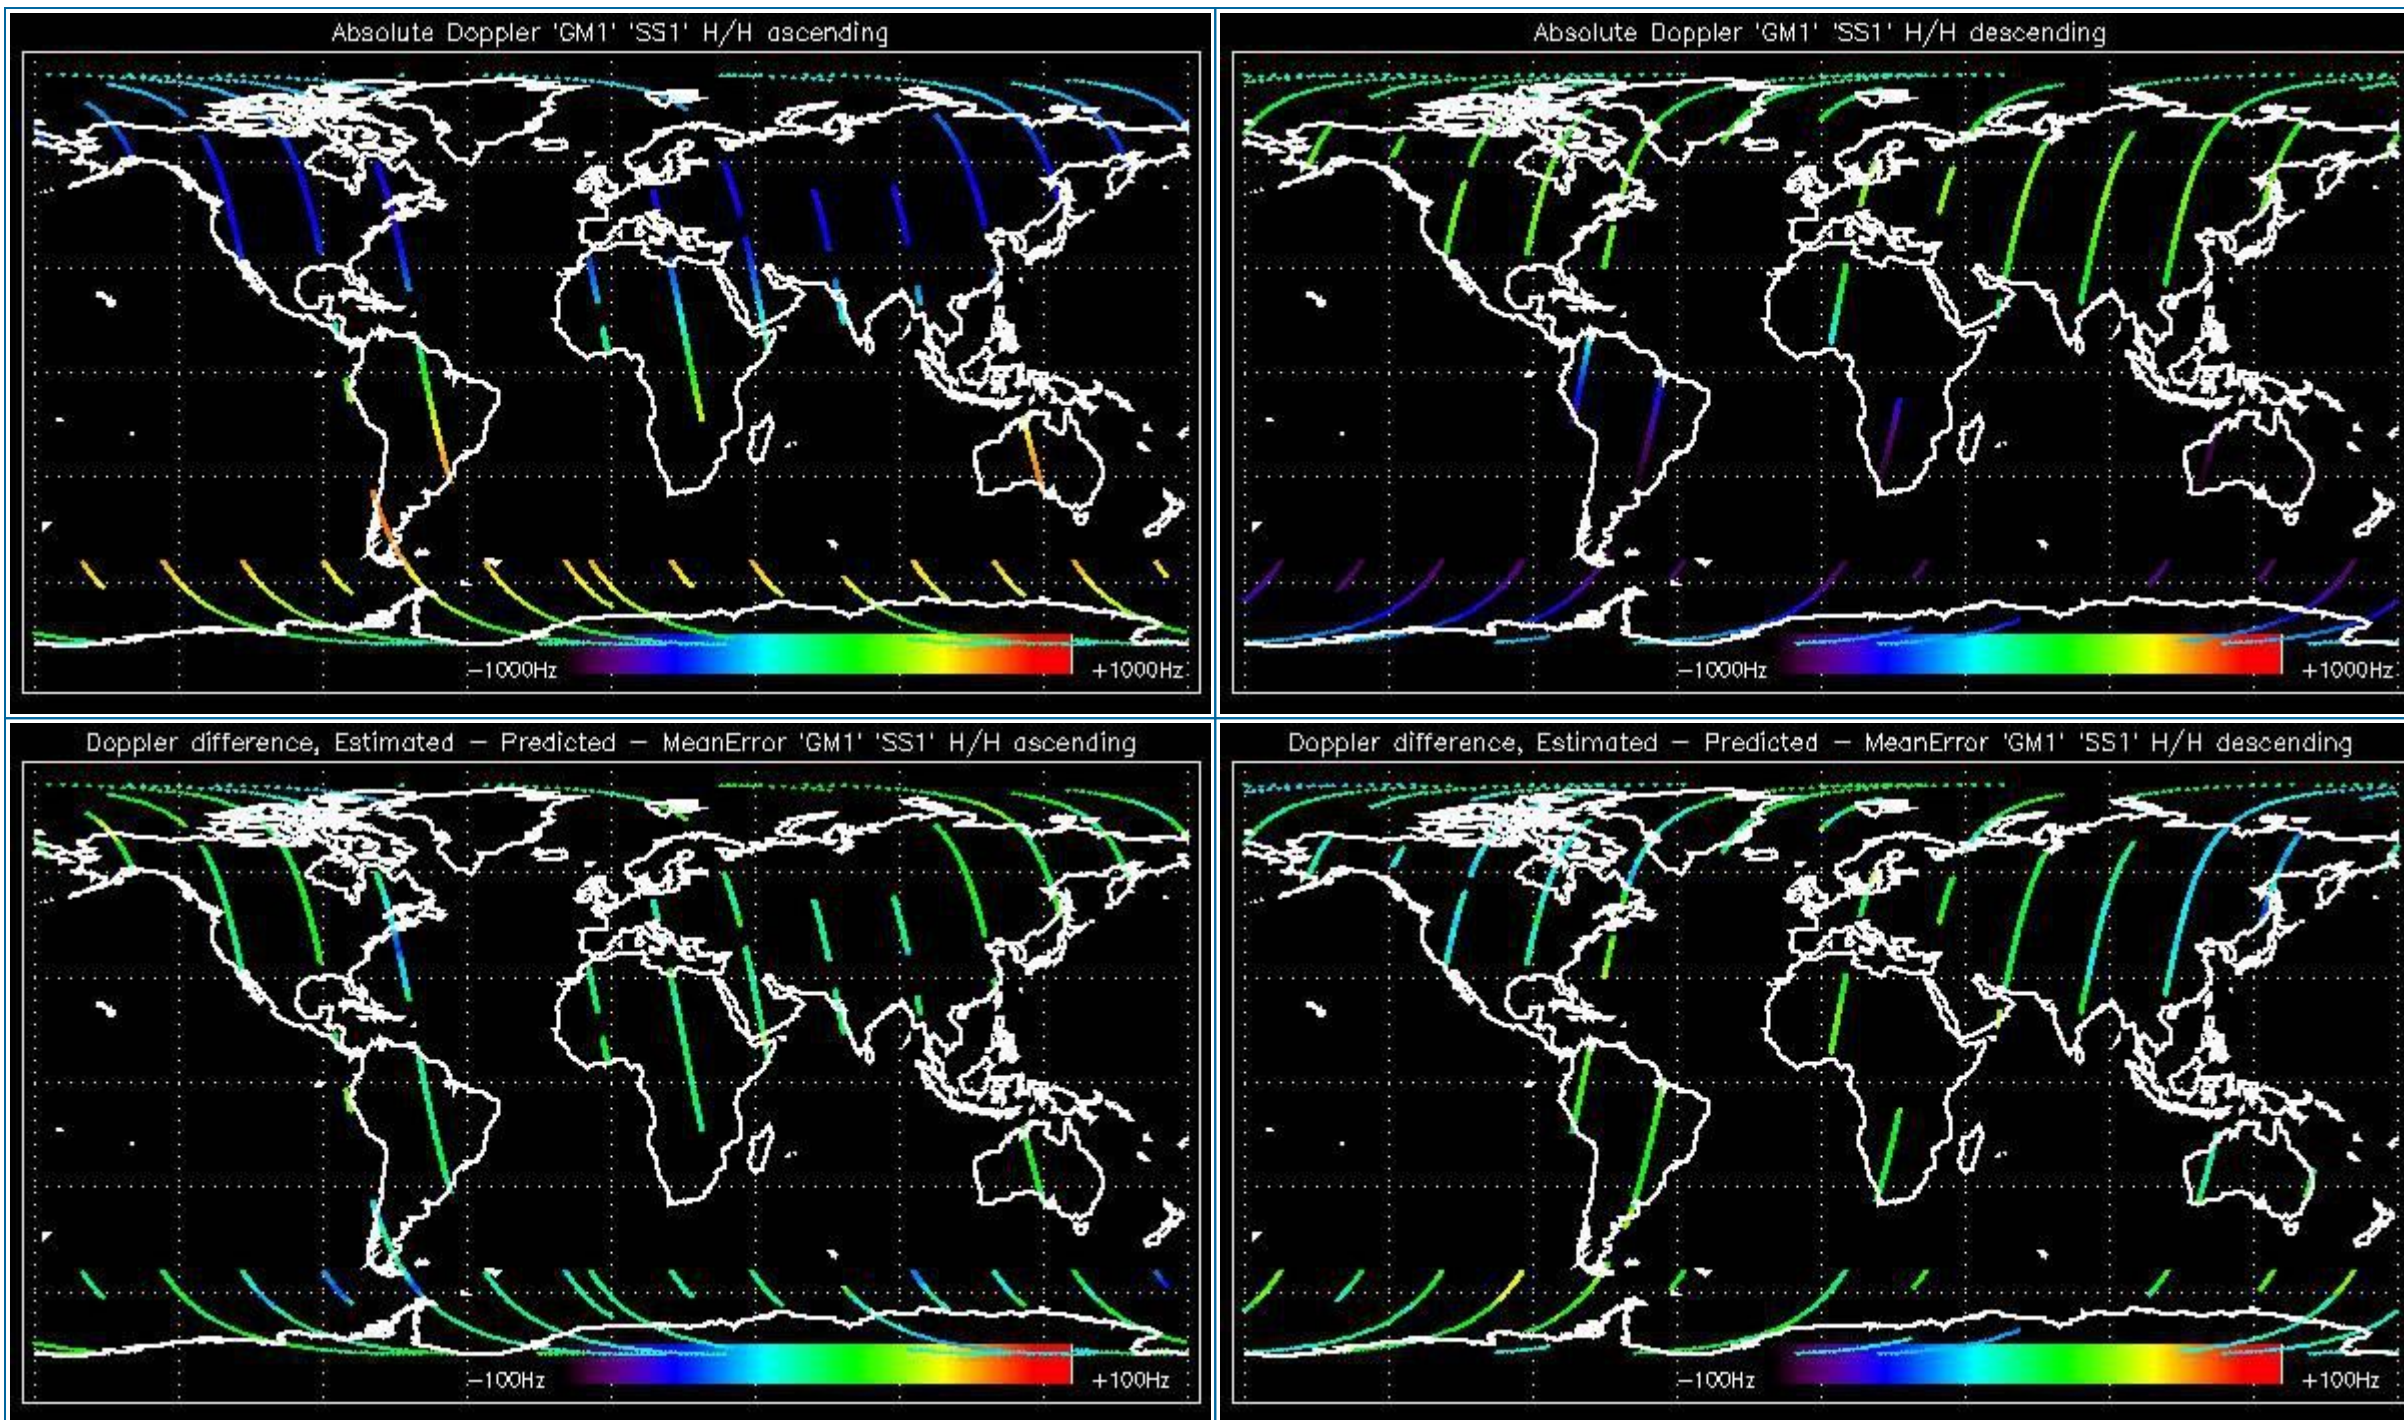 Absolute Doppler 'GM1' 'SS1' H/H ascending
-1000Hz +1000Hz
Absolute Doppler 'GM1' 'SS1' H/H descending
-1000Hz +1000Hz
Doppler difference, Estimated - Predicted - MeanError 'GM1' 'SS1' H/H ascending
-100Hz +100Hz
Doppler difference, Estimated - Predicted - MeanError 'GM1' 'SS1' H/H descending
-100Hz +100Hz